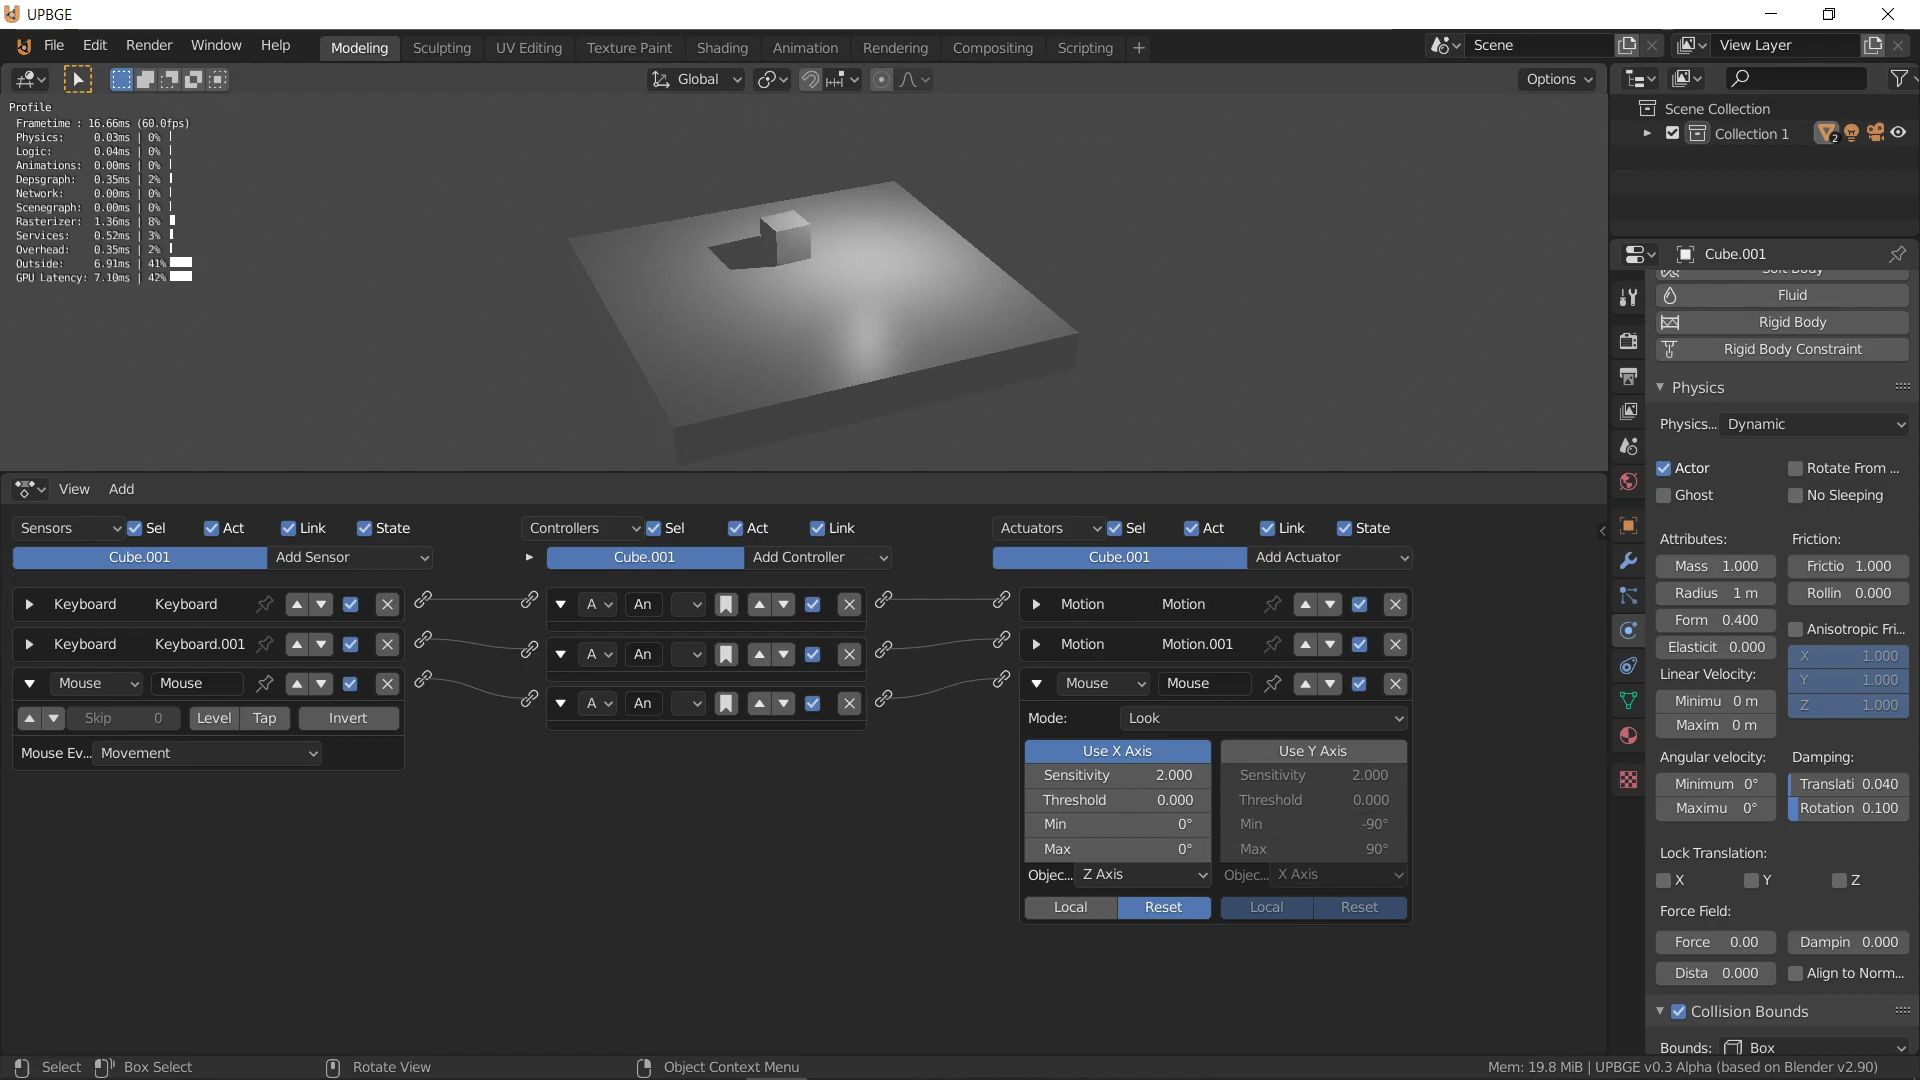 UPBGE
File Edit Render Window Help Modeling Sculpting UV Editing Texture Paint Shading Animation Rendering Compositing Scripting + Scene View Layer
Global Options
Profile
Frametime : 16.66ms (60.0fps)
Physics: 0.03ms | 0%
Logic: 0.04ms | 0%
Animations: 0.00ms | 0%
Depsgraph: 0.35ms | 2%
Network: 0.00ms | 0%
Scenegraph: 0.00ms | 0%
Rasterizer: 1.36ms | 8%
Services: 0.52ms | 3%
Overhead: 0.35ms | 2%
Outside: 6.91ms | 41%
GPU Latency: 7.10ms | 42%
Scene Collection
Collection 1 2
Cube.001
Soft Body
Fluid
Rigid Body
Rigid Body Constraint
Physics
Physics... Dynamic
Actor Rotate From ...
Ghost No Sleeping
Attributes: Friction:
Mass 1.000 Frictio 1.000
Radius 1 m Rollin 0.000
Form 0.400 Anisotropic Fri...
Elasticit 0.000 X 1.000
Linear Velocity: Y 1.000
Minimu 0 m Z 1.000
Maxim 0 m
Angular velocity: Damping:
Minimum 0° Translati 0.040
Maximu 0° Rotation 0.100
Lock Translation:
X Y Z
Force Field:
Force 0.00 Dampin 0.000
Dista 0.000 Align to Norm...
Collision Bounds
Bounds: Box
View Add
Sensors Sel Act Link State Controllers Sel Act Link Actuators Sel Act Link State
Cube.001 Add Sensor Cube.001 Add Controller Cube.001 Add Actuator
Keyboard Keyboard A An Motion Motion
Keyboard Keyboard.001 A An Motion Motion.001
Mouse Mouse A An Mouse Mouse
Skip 0 Level Tap Invert Mode: Look
Mouse Ev... Movement Use X Axis Use Y Axis
Sensitivity 2.000 Sensitivity 2.000
Threshold 0.000 Threshold 0.000
Min 0° Min -90°
Max 0° Max 90°
Objec... Z Axis Objec... X Axis
Local Reset Local Reset
Select Box Select Rotate View Object Context Menu Mem: 19.8 MiB | UPBGE v0.3 Alpha (based on Blender v2.90)